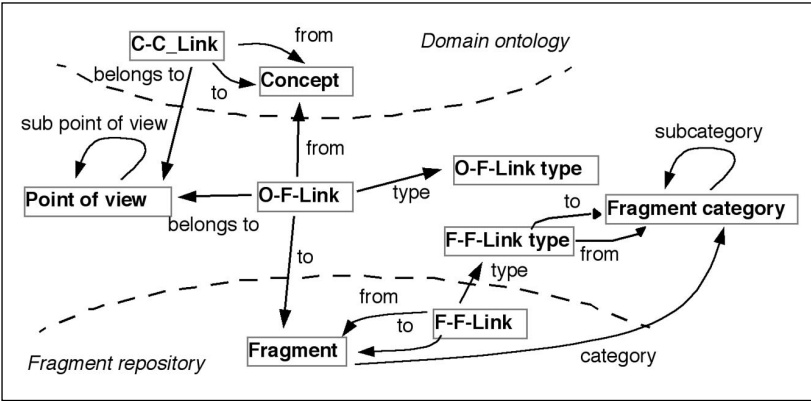 C-C_Link
from
Domain ontology
belongs to
to
Concept
sub point of view
from
subcategory
O-F-Link type
Point of view
O-F-Link
type
to
Fragment category
belongs to
F-F-Link type
from
to
type
from
to
F-F-Link
Fragment
Fragment repository
category